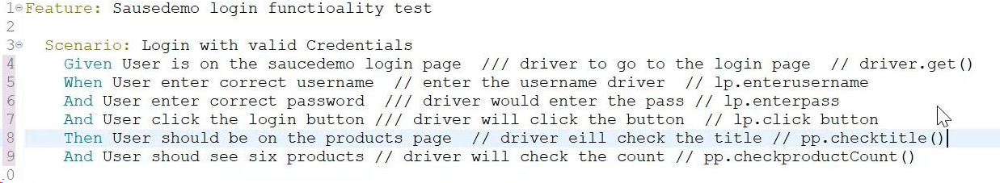 1 Feature: Sausedemo login functioality test
2
3 Scenario: Login with valid Credentials
4 Given User is on the saucedemo login page /// driver to go to the login page // driver.get()
5 When User enter correct username // enter the username driver // lp.enterusername
6 And User enter correct password /// driver would enter the pass // lp.enterpass
7 And User click the login button /// driver will click the button // lp.click button
8 Then User should be on the products page // driver eill check the title // pp.checktitle()
9 And User shoud see six products // driver will check the count // pp.checkproductCount()
0